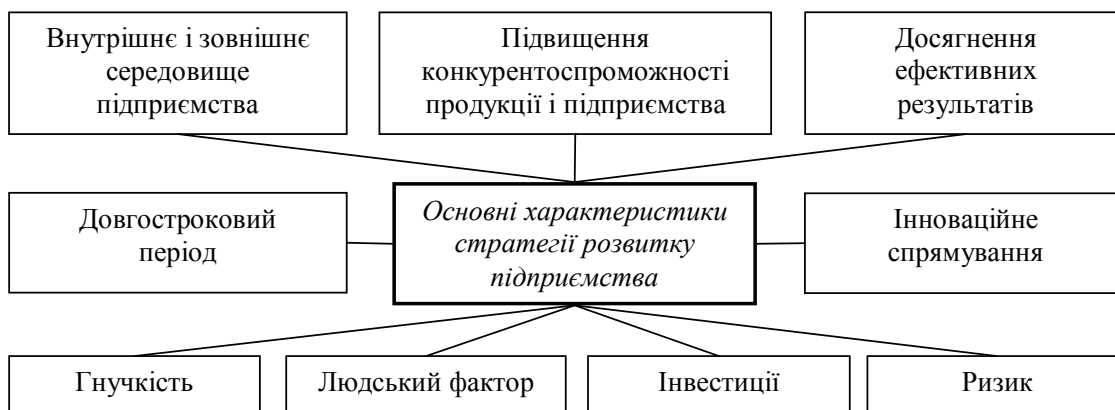 Внутрішнє і зовнішнє
середовище
підприємства
Підвищення
конкурентоспроможності
продукції і підприємства
Досягнення
ефективних
результатів
Довгостроковий
період
Основні характеристики
стратегії розвитку
підприємства
Інноваційне
спрямування
Гнучкість
Людський фактор
Інвестиції
Ризик